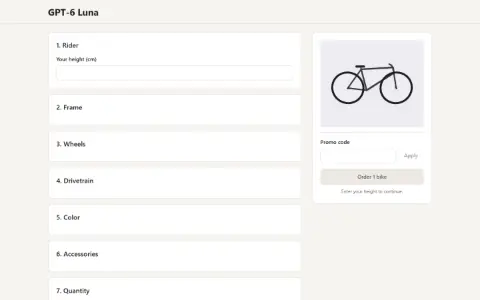 GPT-6 Luna
1. Rider
Your height (cm)
2. Frame
3. Wheels
4. Drivetrain
5. Color
6. Accessories
7. Quantity
Promo code
Apply
Order 1 bike
Enter your height to continue